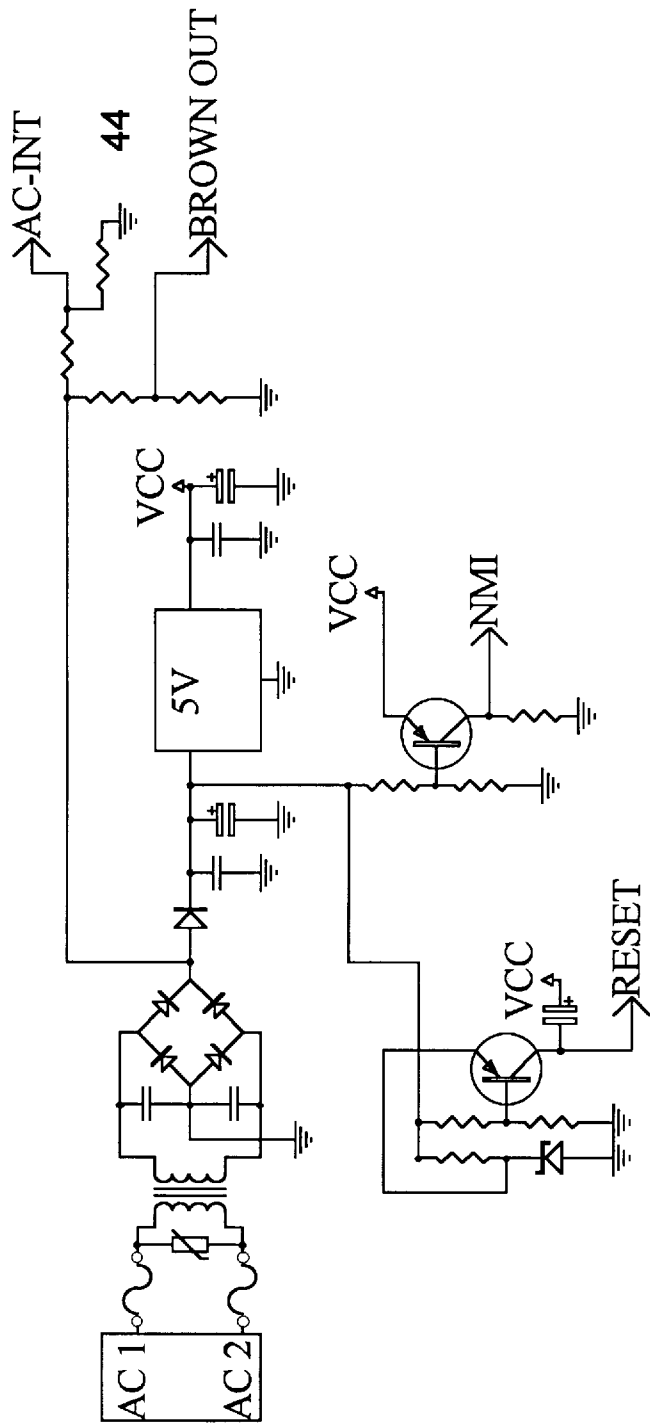 AC 1
AC 2
5V
VCC
AC-INT
44
BROWN OUT
VCC
NMI
VCC
RESET
+
+
+